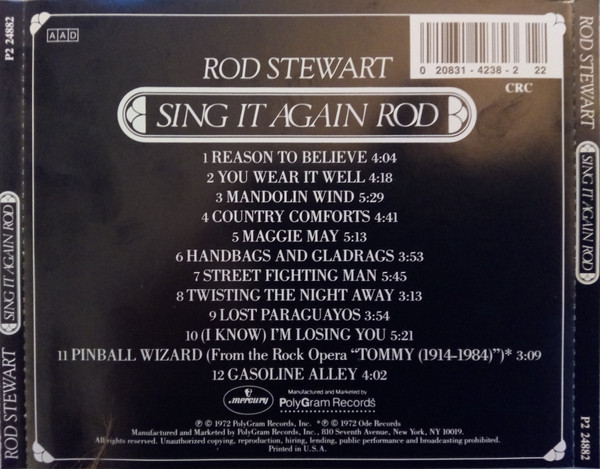 P2 24882
SING IT AGAIN ROD
ROD STEWART
AAD
0 20831-4238-2 22
CRC
ROD STEWART
SING IT AGAIN ROD
1 REASON TO BELIEVE 4:04
2 YOU WEAR IT WELL 4:18
3 MANDOLIN WIND 5:29
4 COUNTRY COMFORTS 4:41
5 MAGGIE MAY 5:13
6 HANDBAGS AND GLADRAGS 3:53
7 STREET FIGHTING MAN 5:45
8 TWISTING THE NIGHT AWAY 3:13
9 LOST PARAGUAYOS 3:54
10 (I KNOW) I'M LOSING YOU 5:21
11 PINBALL WIZARD (From the Rock Opera “TOMMY (1914-1984)”)* 3:09
12 GASOLINE ALLEY 4:02
mercury
Manufactured and Marketed by
PolyGram Records
℗ © 1972 PolyGram Records, Inc. *℗ © 1972 Ode Records
Manufactured and Marketed by PolyGram Records, Inc., 810 Seventh Avenue, New York, NY 10019.
All rights reserved. Unauthorized copying, reproduction, hiring, lending, public performance and broadcasting prohibited.
Printed in U.S.A.
ROD STEWART
SING IT AGAIN ROD
P2 24882